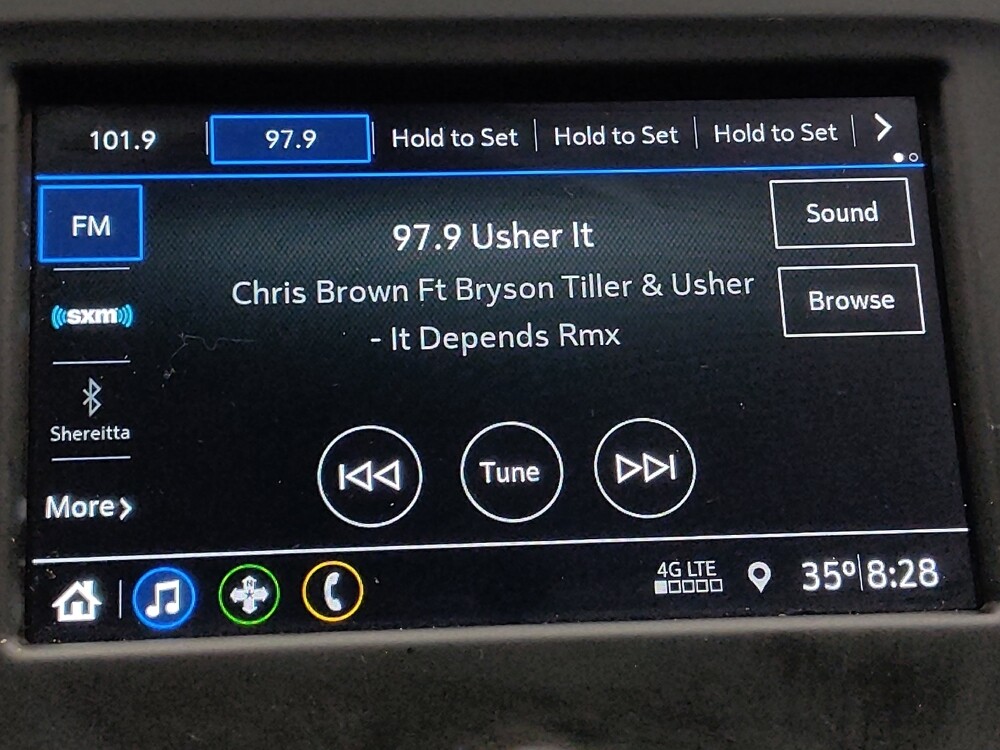 101.9
97.9
Hold to Set
Hold to Set
Hold to Set
FM
97.9 Usher It
Sound
Chris Brown Ft Bryson Tiller & Usher
- It Depends Rmx
Browse
((sxm))
Shereitta
Tune
More>
N
4G LTE
35° 8:28